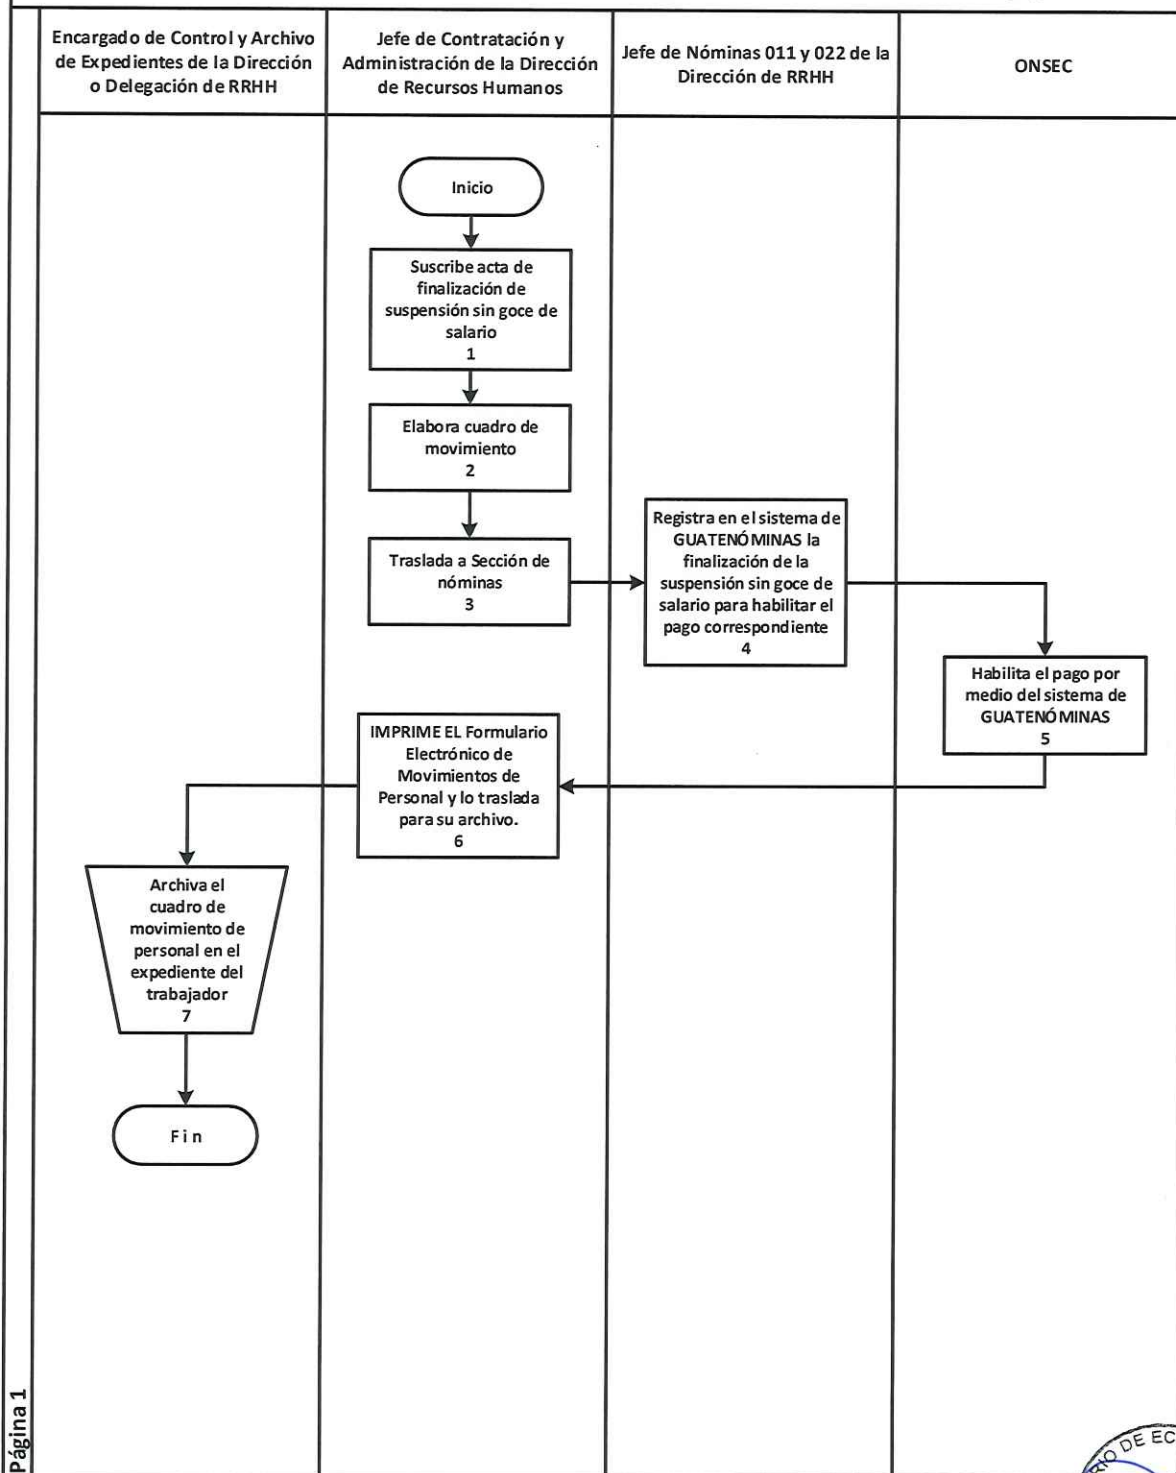 Encargado de Control y Archivo
de Expedientes de la Dirección
o Delegación de RRHH
Jefe de Contratación y
Administración de la Dirección
de Recursos Humanos
Jefe de Nóminas 011 y 022 de la
Dirección de RRHH
ONSEC
Inicio
Suscribe acta de
finalización de
suspensión sin goce de
salario
1
Elabora cuadro de
movimiento
2
Traslada a Sección de
nóminas
3
Registra en el sistema de
GUATENÓMINAS la
finalización de la
suspensión sin goce de
salario para habilitar el
pago correspondiente
4
Habilita el pago por
medio del sistema de
GUATENÓMINAS
5
IMPRIME EL Formulario
Electrónico de
Movimientos de
Personal y lo traslada
para su archivo.
6
Archiva el
cuadro de
movimiento de
personal en el
expediente del
trabajador
7
Fin
Página 1
DE EC